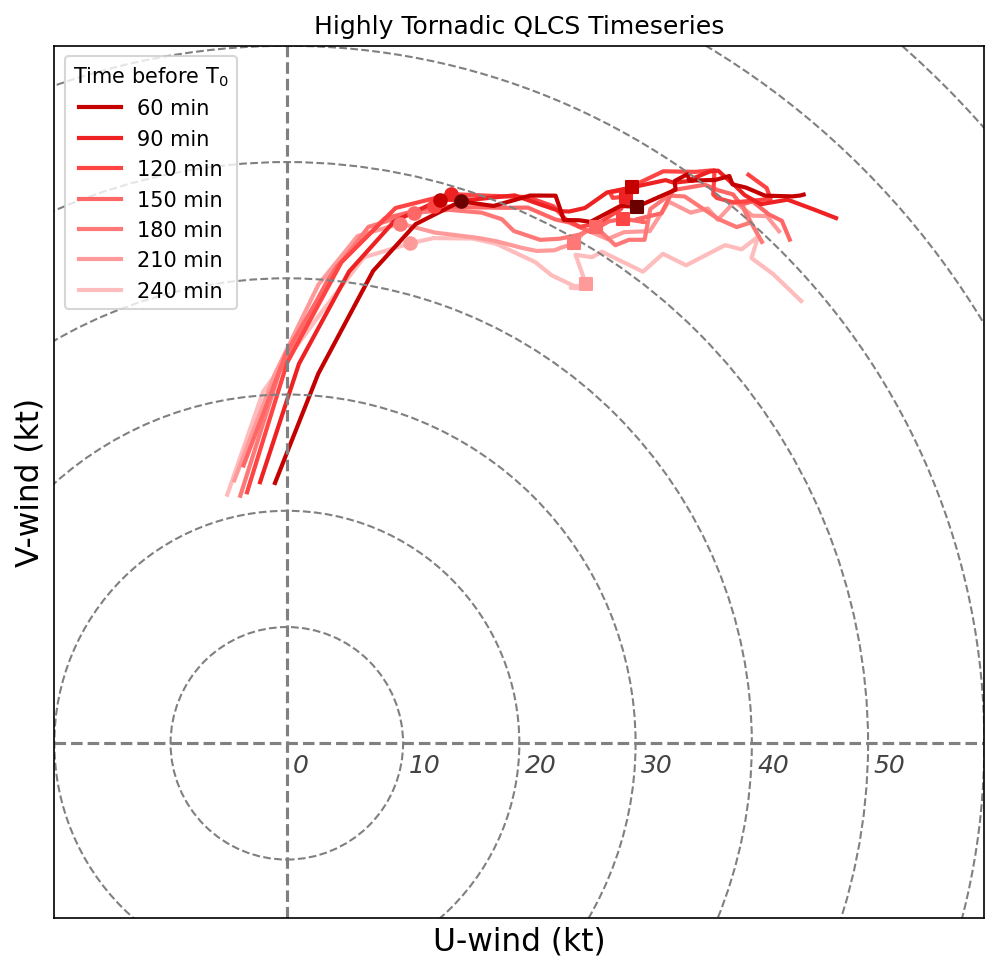 Highly Tornadic QLCS Timeseries
Time before T₀
60 min
90 min
120 min
150 min
180 min
210 min
240 min
V-wind (kt)
0 10 20 30 40 50
U-wind (kt)